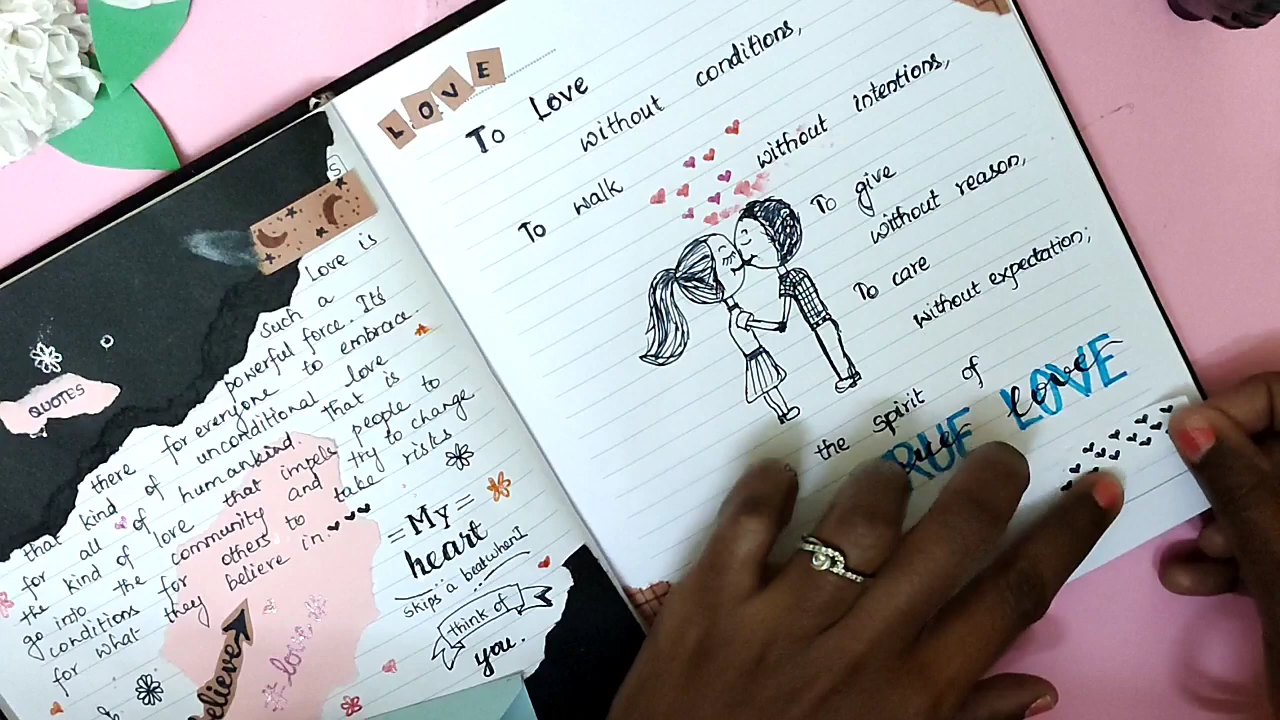 QUOTES
S
Love is
such a
powerful force. It's
there for everyone to embrace.
that kind of unconditional love
for all of humankind. That is
the kind of love that impels people to
go into the community and try to change
conditions for others to take risks
for what they believe in.
=My=
heart
skips a beat when I
think of
you.
believe
#love
LOVE
To Love
without conditions,
To walk
without intentions,
To give
without reason,
To care
without expectation;
the spirit of
RUE LOVE
love